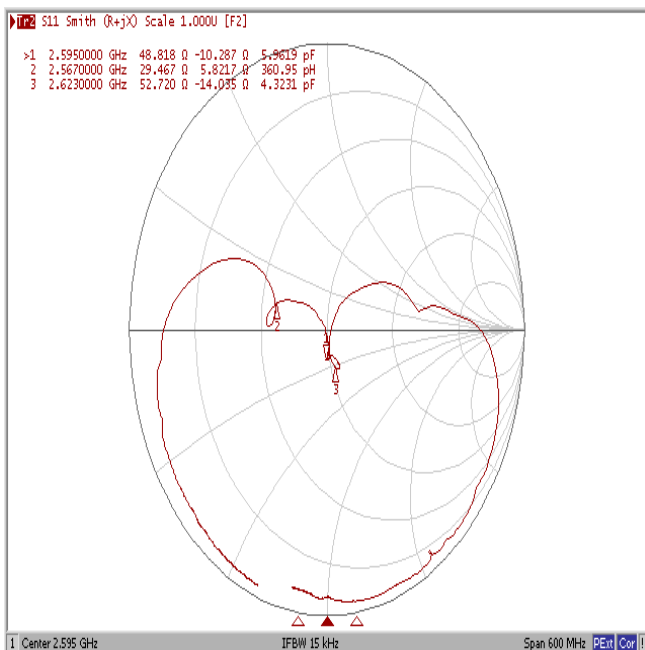 Tr2 S11 Smith (R+jX) Scale 1.000U [F2]
>1 2.5950000 GHz 48.818 Ω -10.287 Ω 5.9619 pF
2 2.5670000 GHz 29.467 Ω 5.8217 Ω 360.95 pH
3 2.6230000 GHz 52.720 Ω -14.035 Ω 4.3231 pF
2
3
1 Center 2.595 GHz IFBW 15 kHz Span 600 MHz PExt Cor !